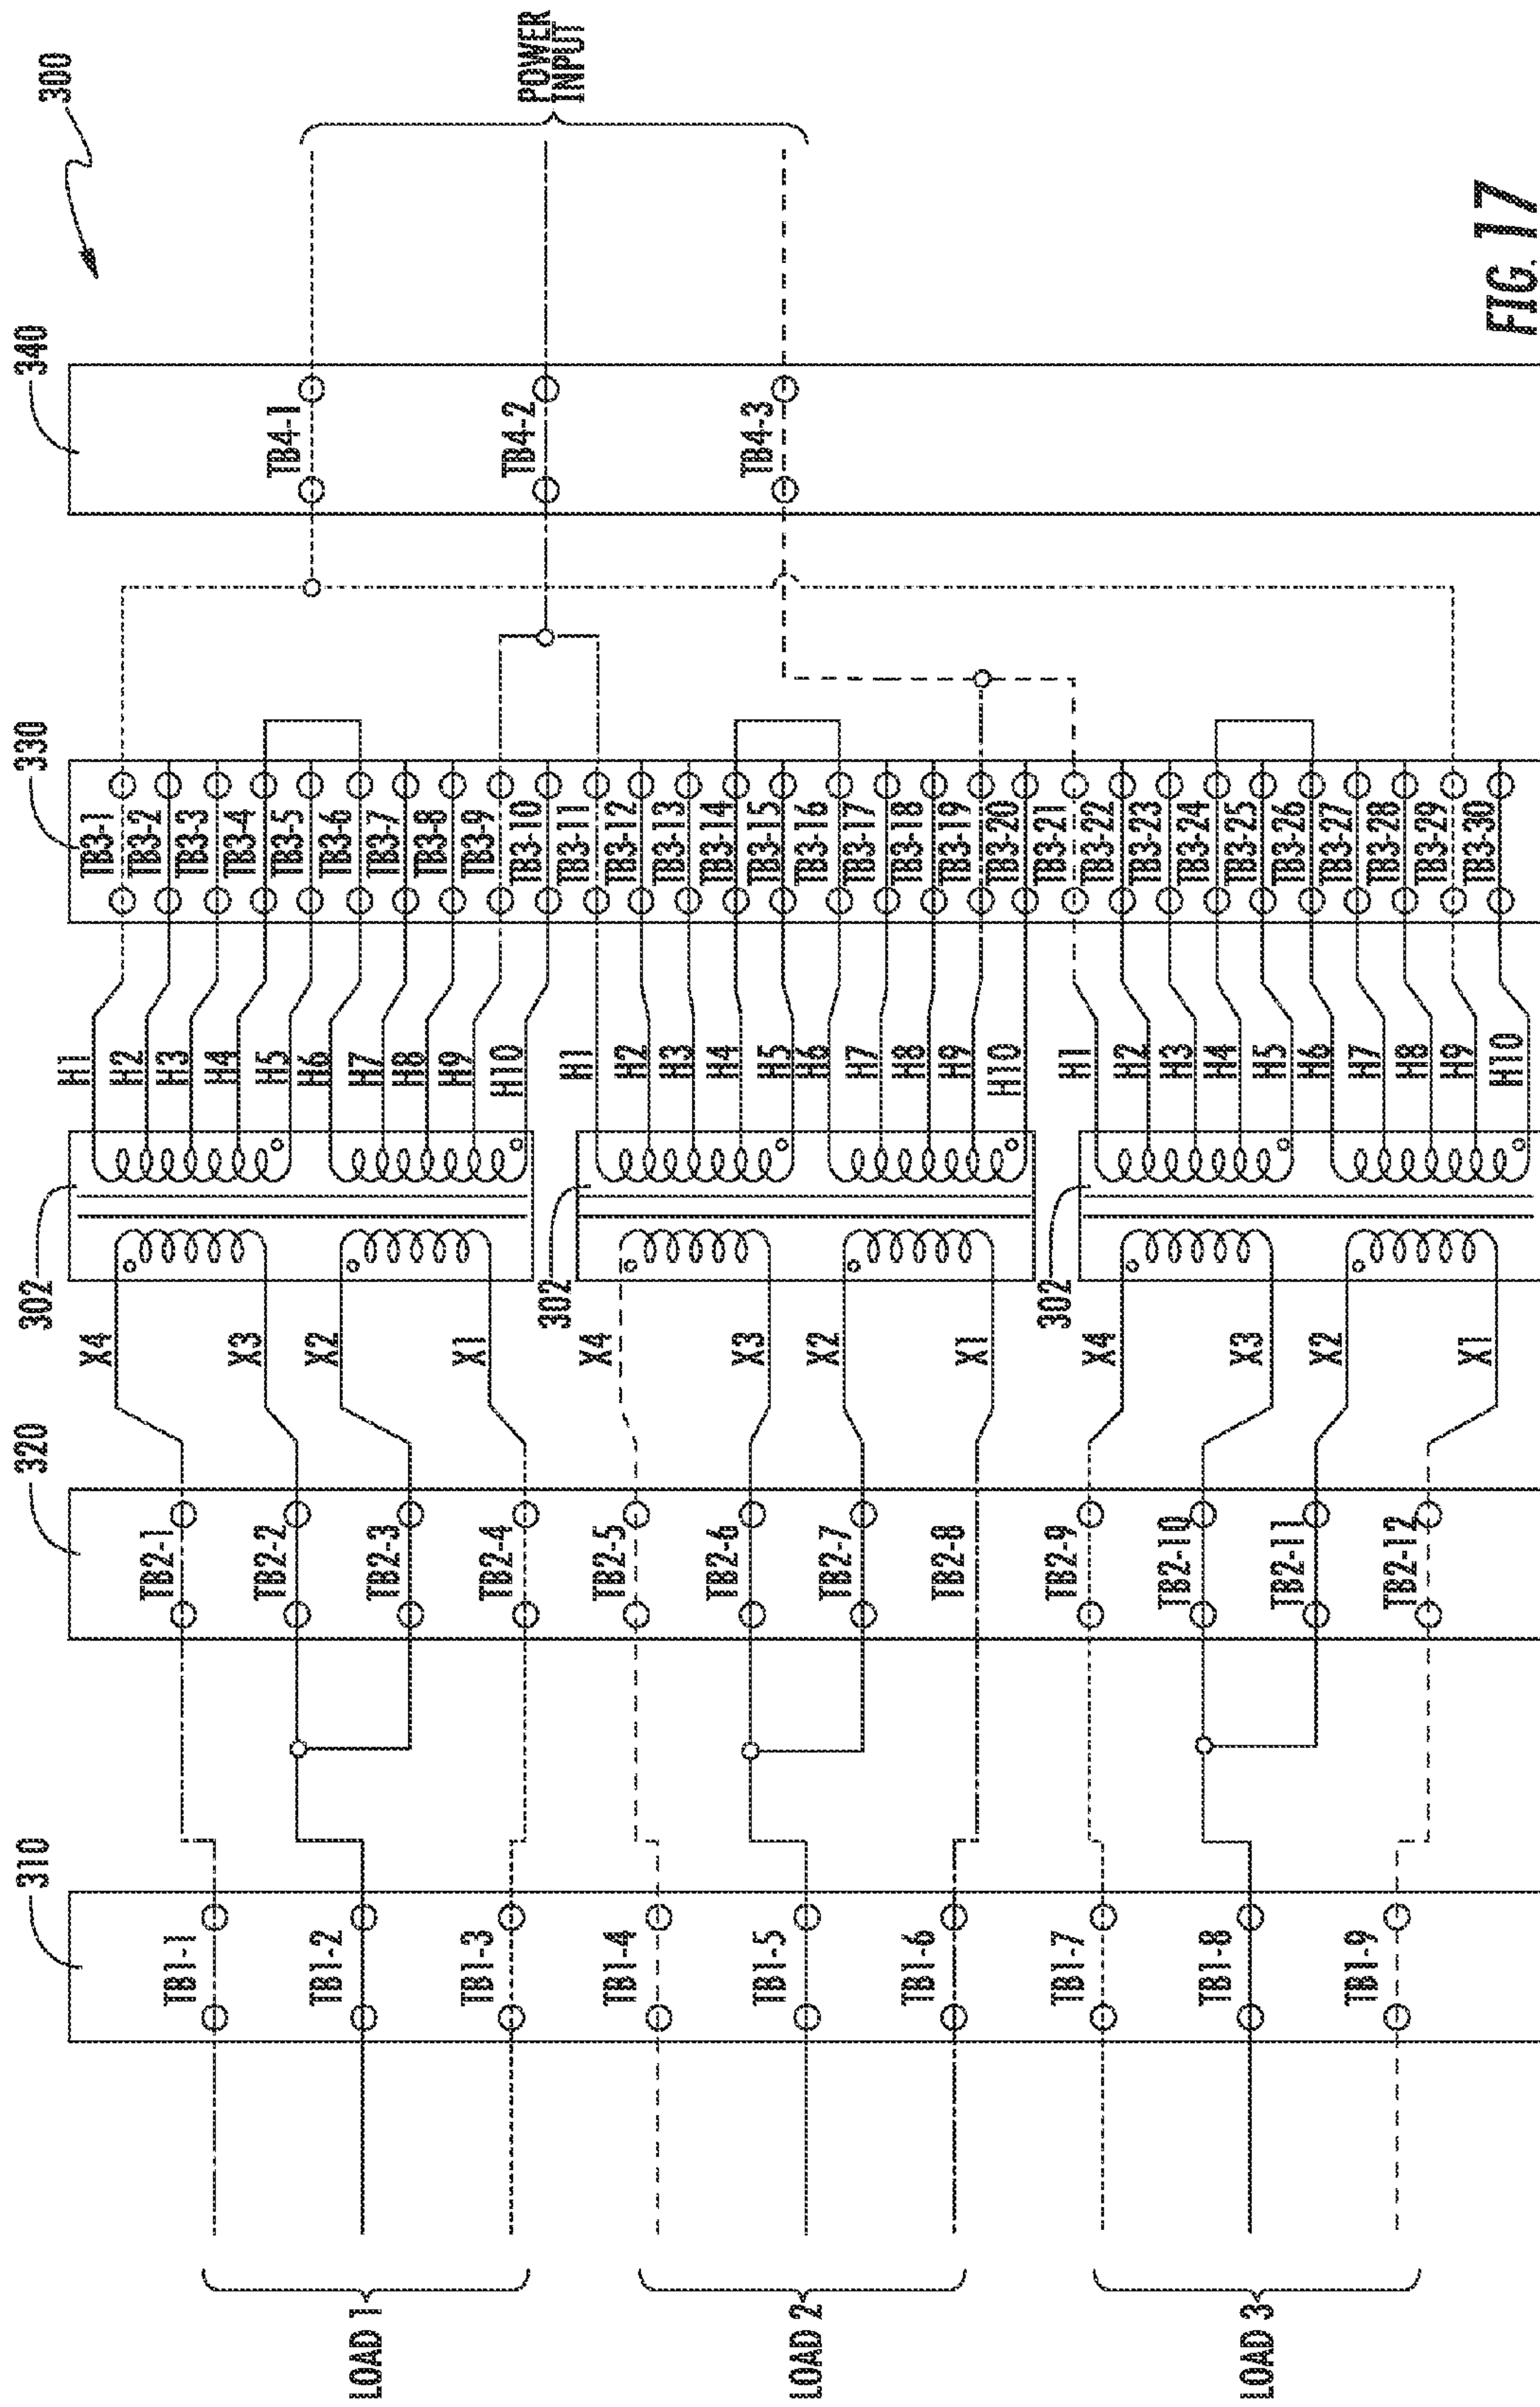 300
340
330
320
310
302
302
302
POWER
INPUT
TB4-1
TB4-2
TB4-3
TB3-1
TB3-2
TB3-3
TB3-4
TB3-5
TB3-6
TB3-7
TB3-8
TB3-9
TB3-10
TB3-11
TB3-12
TB3-13
TB3-14
TB3-15
TB3-16
TB3-17
TB3-18
TB3-19
TB3-20
TB3-21
TB3-22
TB3-23
TB3-24
TB3-25
TB3-26
TB3-27
TB3-28
TB3-29
TB3-30
H1
H2
H3
H4
H5
H6
H7
H8
H9
H10
H1
H2
H3
H4
H5
H6
H7
H8
H9
H10
H1
H2
H3
H4
H5
H6
H7
H8
H9
H10
X4
X3
X2
X1
X4
X3
X2
X1
X4
X3
X2
X1
TB2-1
TB2-2
TB2-3
TB2-4
TB2-5
TB2-6
TB2-7
TB2-8
TB2-9
TB2-10
TB2-11
TB2-12
TB1-1
TB1-2
TB1-3
TB1-4
TB1-5
TB1-6
TB1-7
TB1-8
TB1-9
LOAD 1
LOAD 2
LOAD 3
FIG. 17